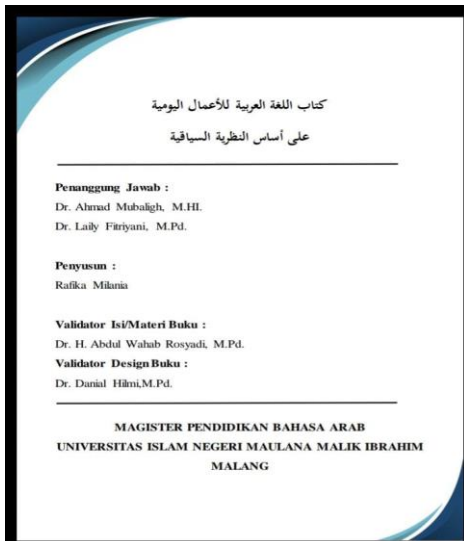 كتاب اللغة العربية للأعمال اليومية
على أساس النظرية السياقية
Penanggung Jawab :
Dr. Ahmad Mubaligh, M.HI.
Dr. Laily Fitriyani, M.Pd.
Penyusun :
Rafika Milania
Validator Isi/Materi Buku :
Dr. H. Abdul Wahab Rosyadi, M.Pd.
Validator Design Buku :
Dr. Danial Hilmi,M.Pd.
MAGISTER PENDIDIKAN BAHASA ARAB
UNIVERSITAS ISLAM NEGERI MAULANA MALIK IBRAHIM
MALANG